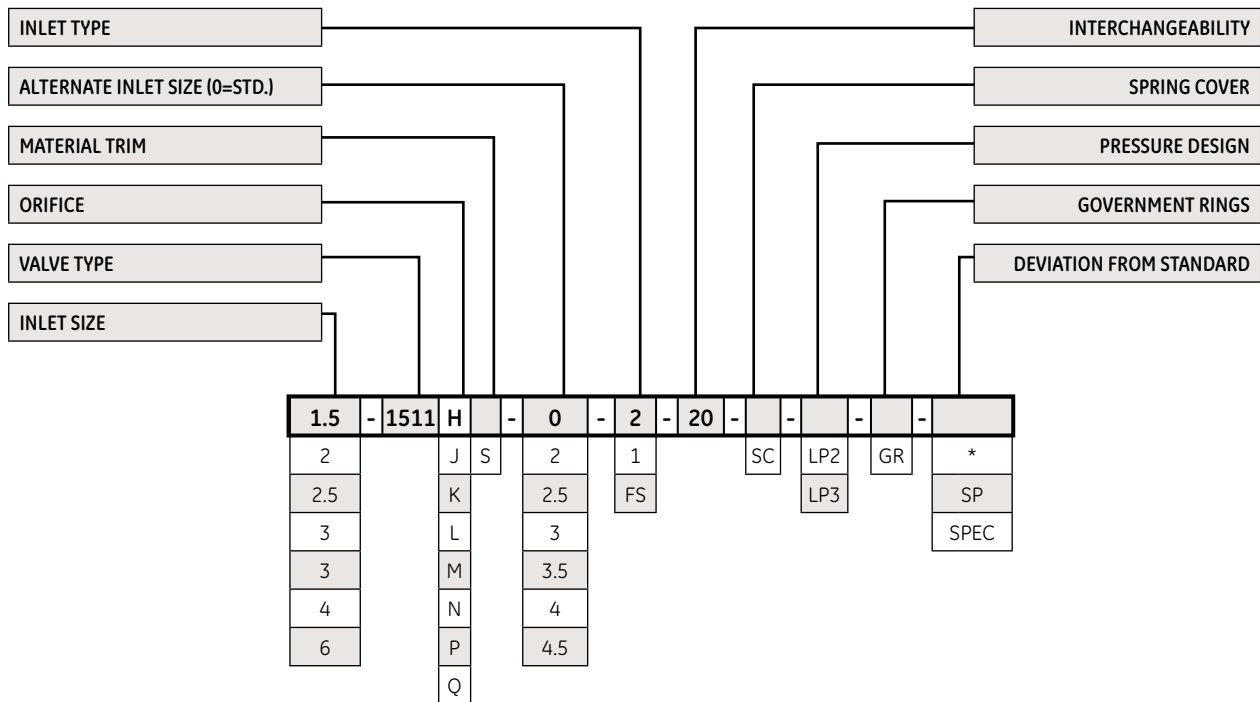 INLET TYPE
INTERCHANGEABILITY
ALTERNATE INLET SIZE (0=STD.)
SPRING COVER
MATERIAL TRIM
PRESSURE DESIGN
ORIFICE
GOVERNMENT RINGS
VALVE TYPE
DEVIATION FROM STANDARD
INLET SIZE
1.5 - 1511 H - 0 - 2 - 20 - - - -
2 J S 2 1 SC LP2 GR *
2.5 K 2.5 FS LP3 SP
3 L 3 SPEC
3 M 3.5
4 N 4
6 P 4.5
Q